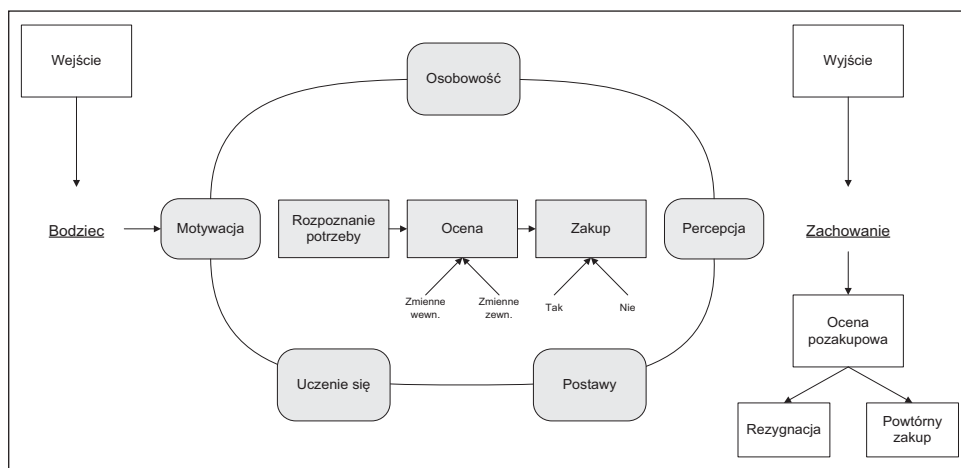 Wejście
Osobowość
Wyjście
Bodziec
Motywacja
Rozpoznanie
potrzeby
Ocena
Zakup
Percepcja
Zachowanie
Zmienne
wewn.
Zmienne
zewn.
Tak
Nie
Ocena
pozakupowa
Uczenie się
Postawy
Rezygnacja
Powtórny
zakup